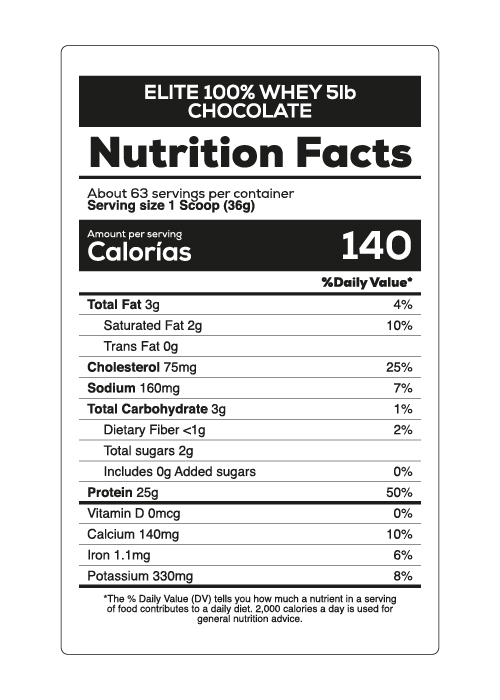 ELITE 100% WHEY 5lb
CHOCOLATE
Nutrition Facts
About 63 servings per container
Serving size 1 Scoop (36g)
Amount per serving
Calorías 140
%Daily Value*
Total Fat 3g 4%
Saturated Fat 2g 10%
Trans Fat 0g
Cholesterol 75mg 25%
Sodium 160mg 7%
Total Carbohydrate 3g 1%
Dietary Fiber <1g 2%
Total sugars 2g
Includes 0g Added sugars 0%
Protein 25g 50%
Vitamin D 0mcg 0%
Calcium 140mg 10%
Iron 1.1mg 6%
Potassium 330mg 8%
*The % Daily Value (DV) tells you how much a nutrient in a serving
of food contributes to a daily diet. 2,000 calories a day is used for
general nutrition advice.